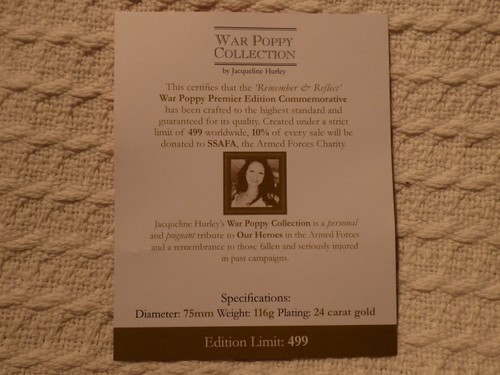 WAR POPPY
COLLECTION
by Jacqueline Hurley
This certifies that the 'Remember & Reflect'
War Poppy Premier Edition Commemorative
has been crafted to the highest standard and
guaranteed for its quality. Created under a strict
limit of 499 worldwide, 10% of every sale will be
donated to SSAFA, the Armed Forces Charity.
Jacqueline Hurley's War Poppy Collection is a personal
and poignant tribute to Our Heroes in the Armed Forces
and a remembrance to those fallen and seriously injured
in past campaigns.
Specifications:
Diameter: 75mm Weight: 116g Plating: 24 carat gold
Edition Limit: 499